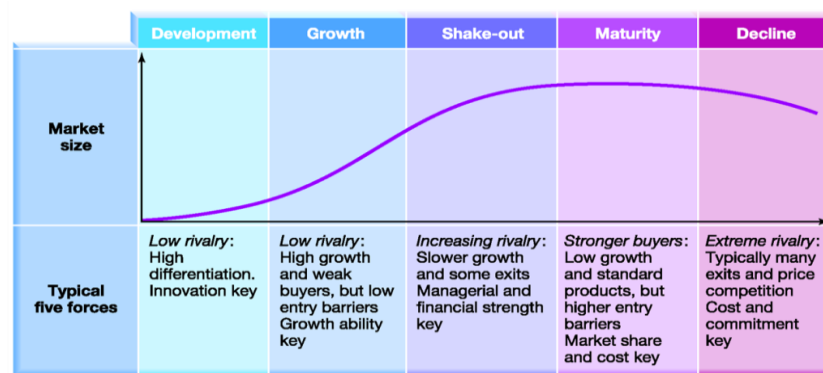 Development
Growth
Shake-out
Maturity
Decline
Market
size
Typical
five forces
Low rivalry:
High
differentiation.
Innovation key
Low rivalry:
High growth
and weak
buyers, but low
entry barriers
Growth ability
key
Increasing rivalry:
Slower growth
and some exits
Managerial and
financial strength
key
Stronger buyers:
Low growth
and standard
products, but
higher entry
barriers
Market share
and cost key
Extreme rivalry:
Typically many
exits and price
competition
Cost and
commitment
key